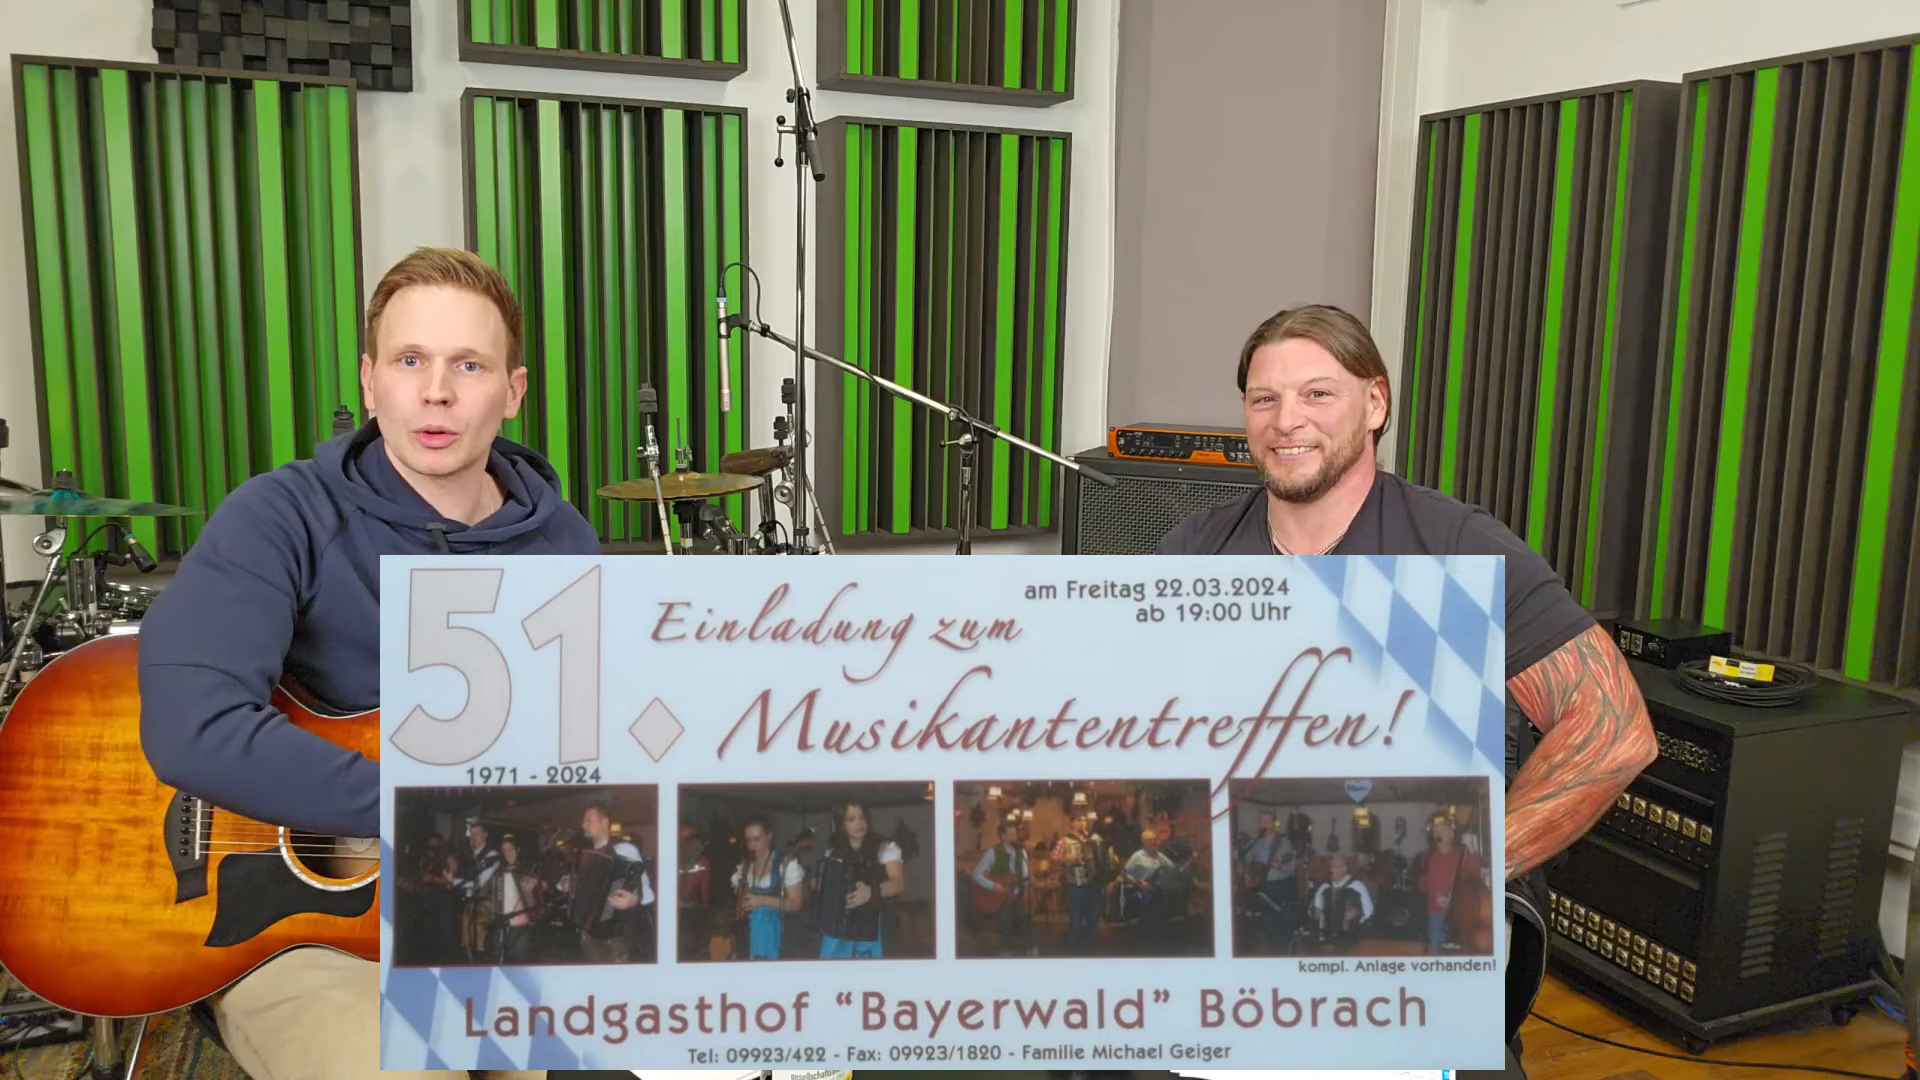 51.
Einladung zum
am Freitag 22.03.2024
ab 19:00 Uhr
Musikantentreffen!
1971 - 2024
kompl. Anlage vorhanden!
Landgasthof “Bayerwald” Böbrach
Tel: 09923/422 - Fax: 09923/1820 - Familie Michael Geiger